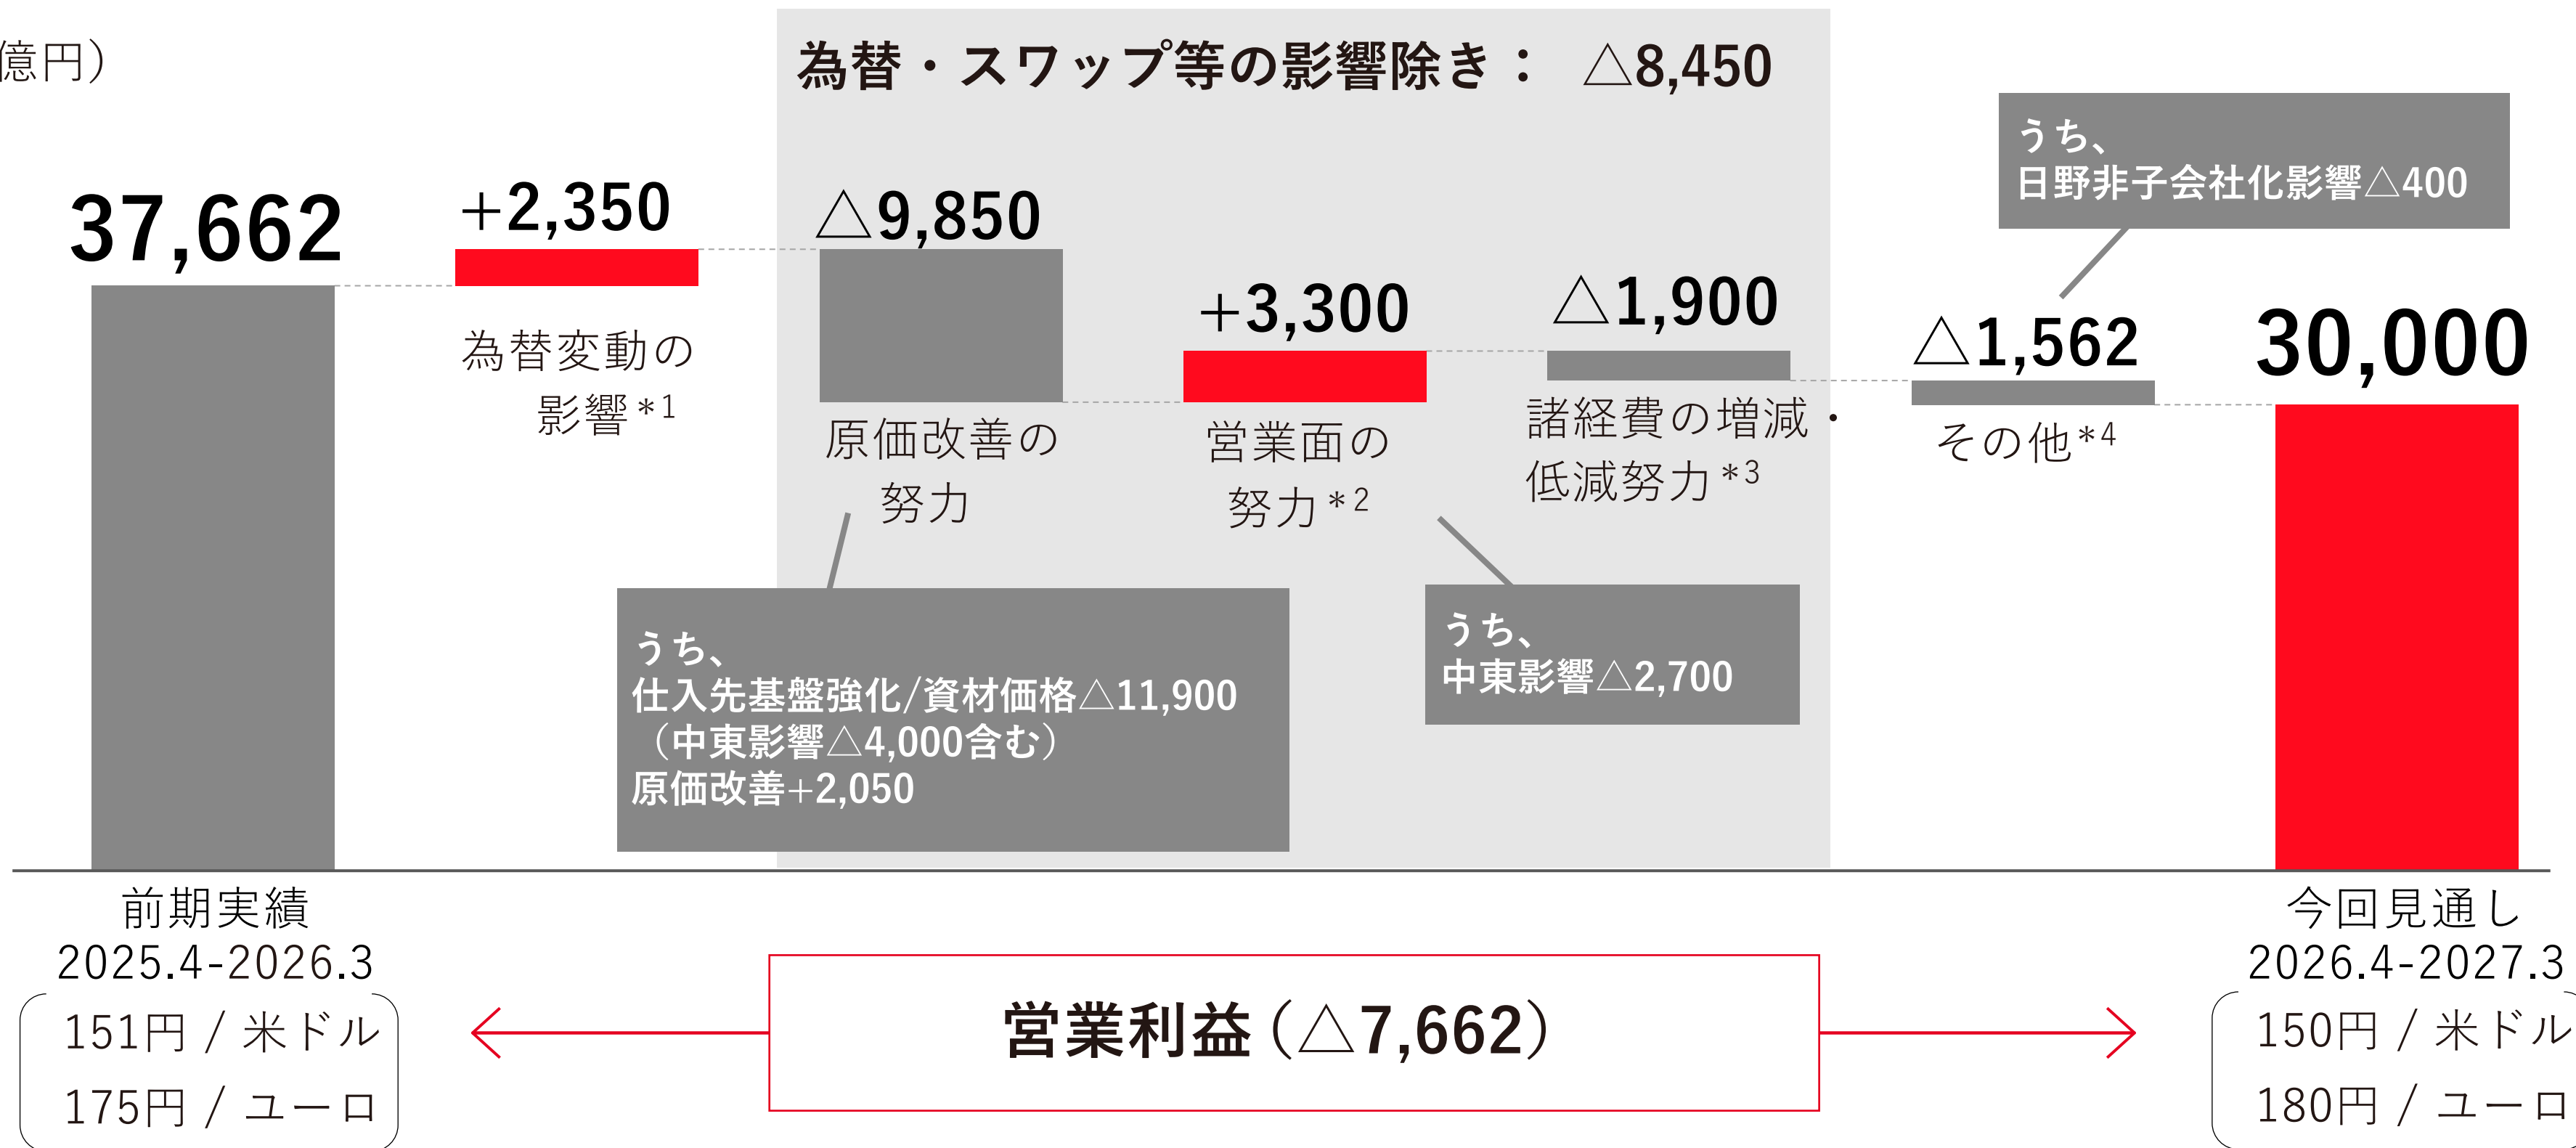 億円）
為替・スワップ等の影響除き： △8,450
37,662
+2,350
為替変動の
影響*1
△9,850
原価改善の
努力
+3,300
営業面の
努力*2
△1,900
諸経費の増減・
低減努力*3
△1,562
その他*4
30,000
うち、
日野非子会社化影響△400
うち、
仕入先基盤強化/資材価格△11,900
（中東影響△4,000含む）
原価改善+2,050
うち、
中東影響△2,700
前期実績
2025.4-2026.3
151円 / 米ドル
175円 / ユーロ
営業利益（△7,662）
今回見通し
2026.4-2027.3
150円 / 米ドル
180円 / ユーロ